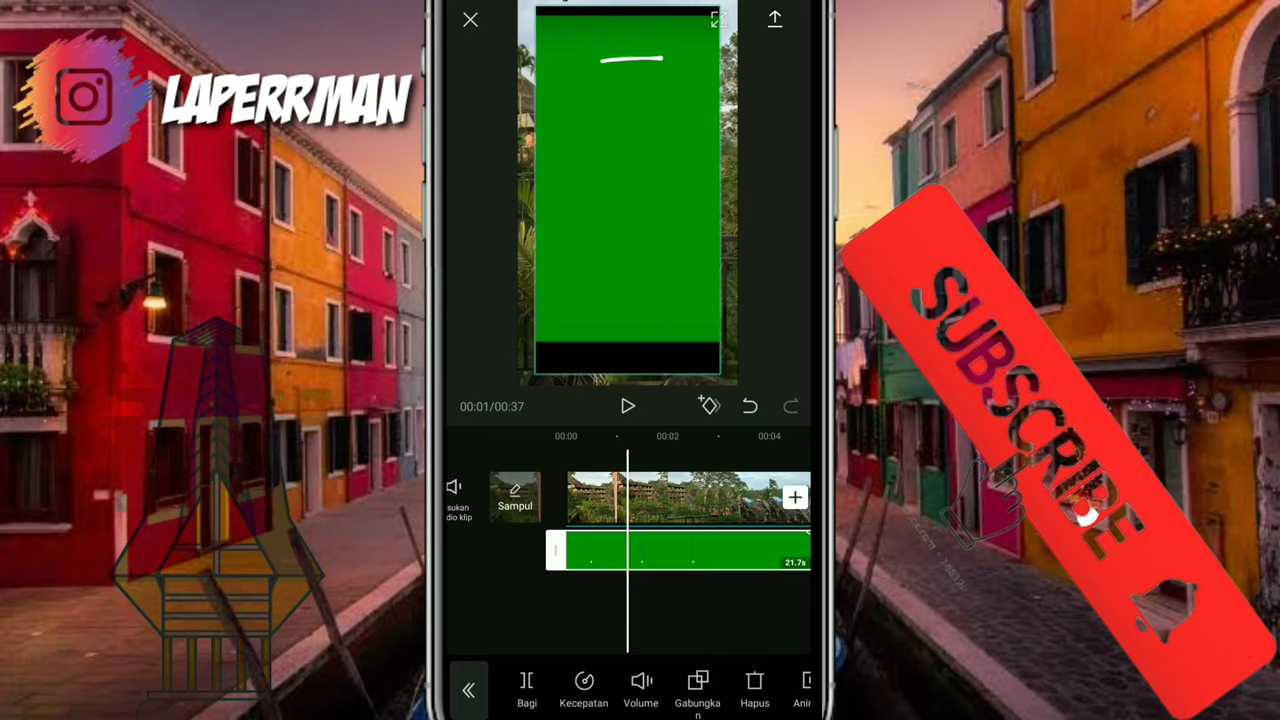 LAPERRMAN
00:01/00:37
00:00
00:02
00:04
sukan
dio klip
Sampul
21.7s
SUBSCRIBE
Bagi
Kecepatan
Volume
Gabungka
n
Hapus
Anir